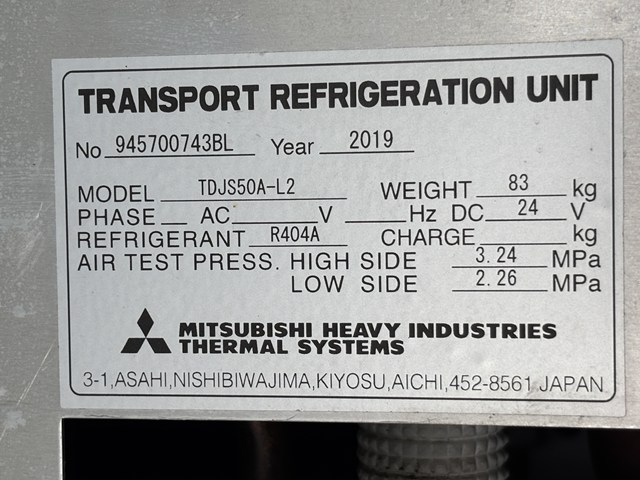 TRANSPORT REFRIGERATION UNIT
No 945700743BL Year 2019
MODEL TDJS50A-L2 WEIGHT 83 kg
PHASE AC V Hz DC 24 V
REFRIGERANT R404A CHARGE kg
AIR TEST PRESS. HIGH SIDE 3.24 MPa
LOW SIDE 2.26 MPa
MITSUBISHI HEAVY INDUSTRIES
THERMAL SYSTEMS
3-1,ASAHI,NISHIBIWAJIMA,KIYOSU,AICHI,452-8561 JAPAN